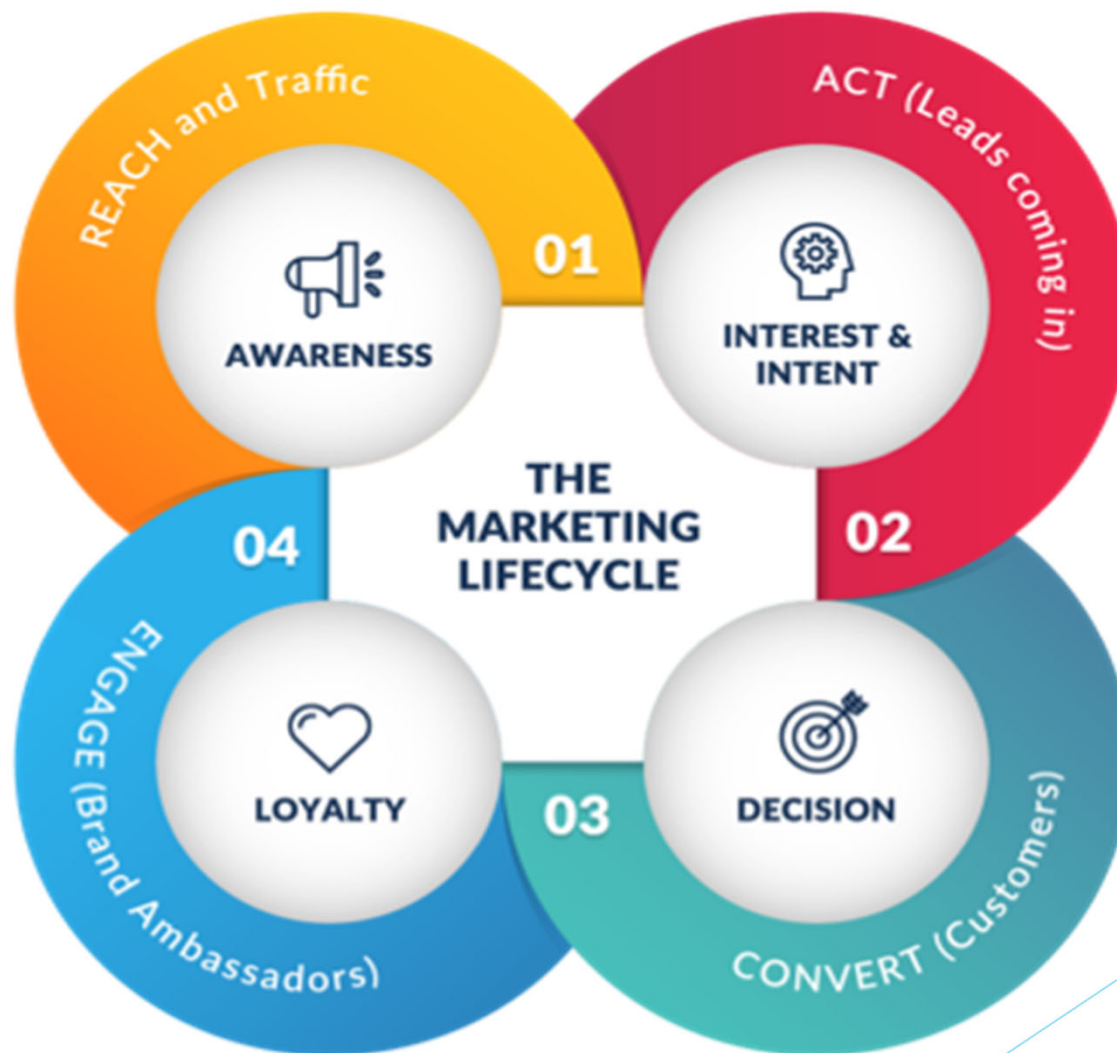 THE
MARKETING
LIFECYCLE
REACH and Traffic
01
AWARENESS
ACT (Leads coming in)
02
INTEREST &
INTENT
CONVERT (Customers)
03
DECISION
ENGAGE (Brand Ambassadors)
04
LOYALTY